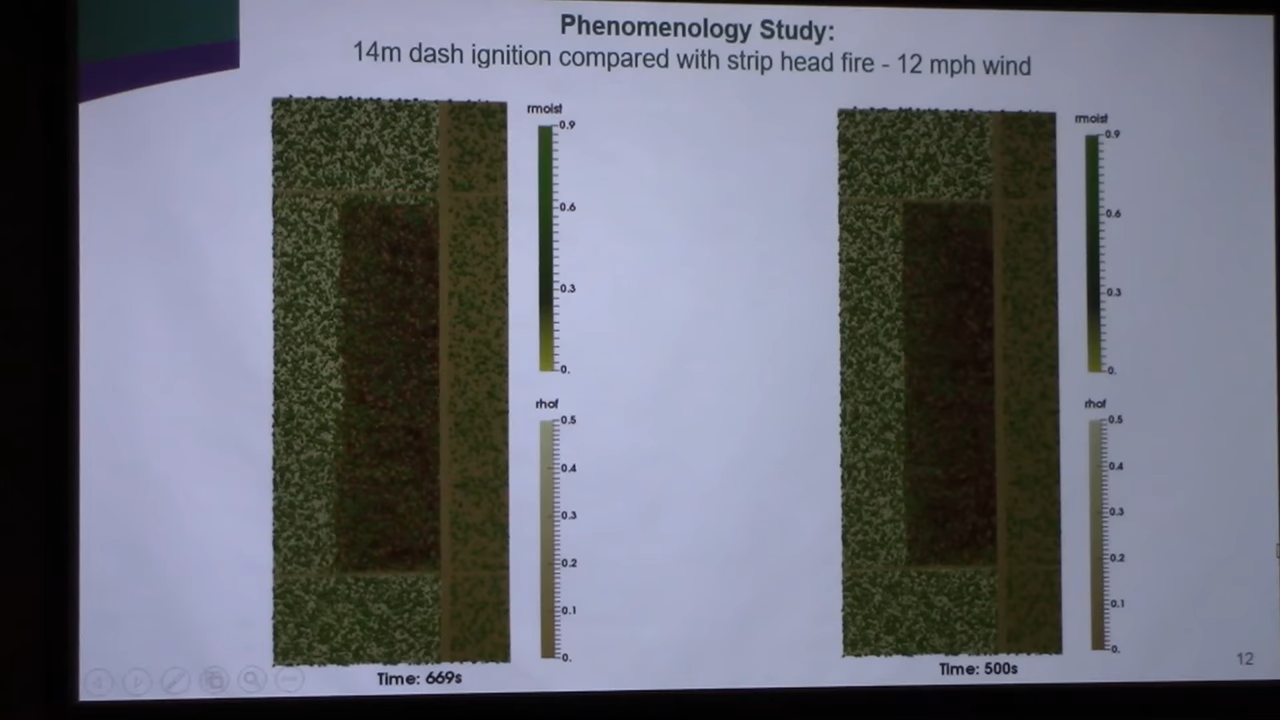 Phenomenology Study:
14m dash ignition compared with strip head fire - 12 mph wind
rmoist
0.9
0.6
0.3
0.
rhof
0.5
0.4
0.3
0.2
0.1
0.
Time: 669s
rmoist
0.9
0.6
0.3
0.
rhof
0.5
0.4
0.3
0.2
0.1
0.
Time: 500s
12